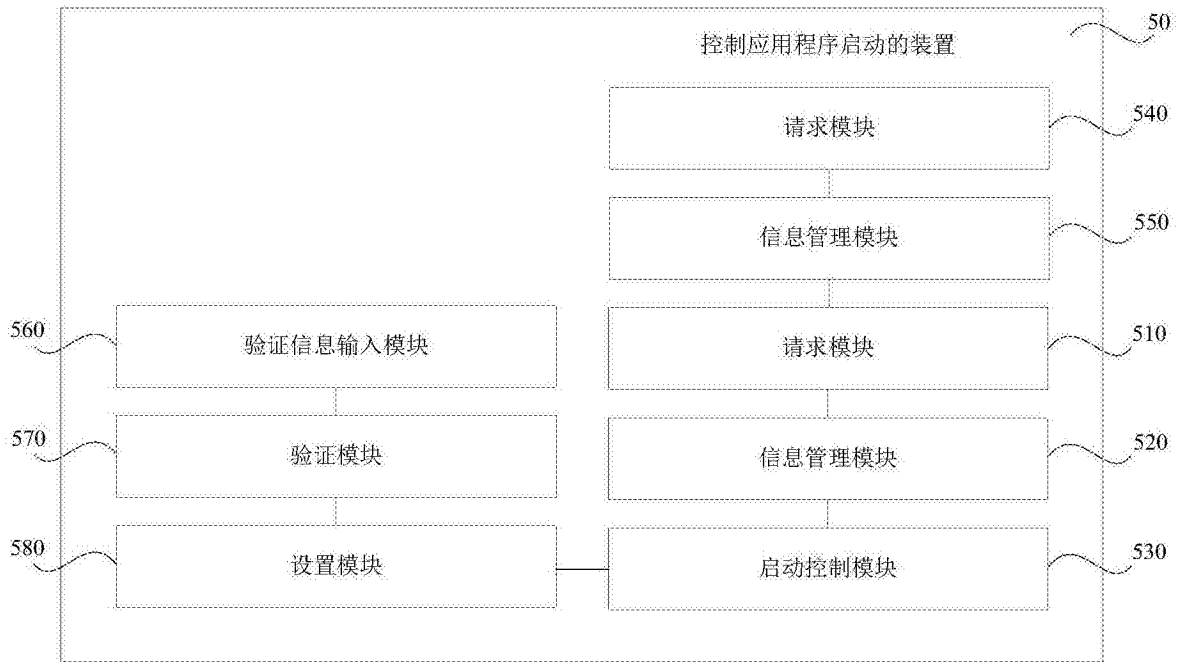 50
控制应用程序启动的装置
请求模块
540
信息管理模块
550
560
验证信息输入模块
请求模块
510
570
验证模块
信息管理模块
520
580
设置模块
启动控制模块
530